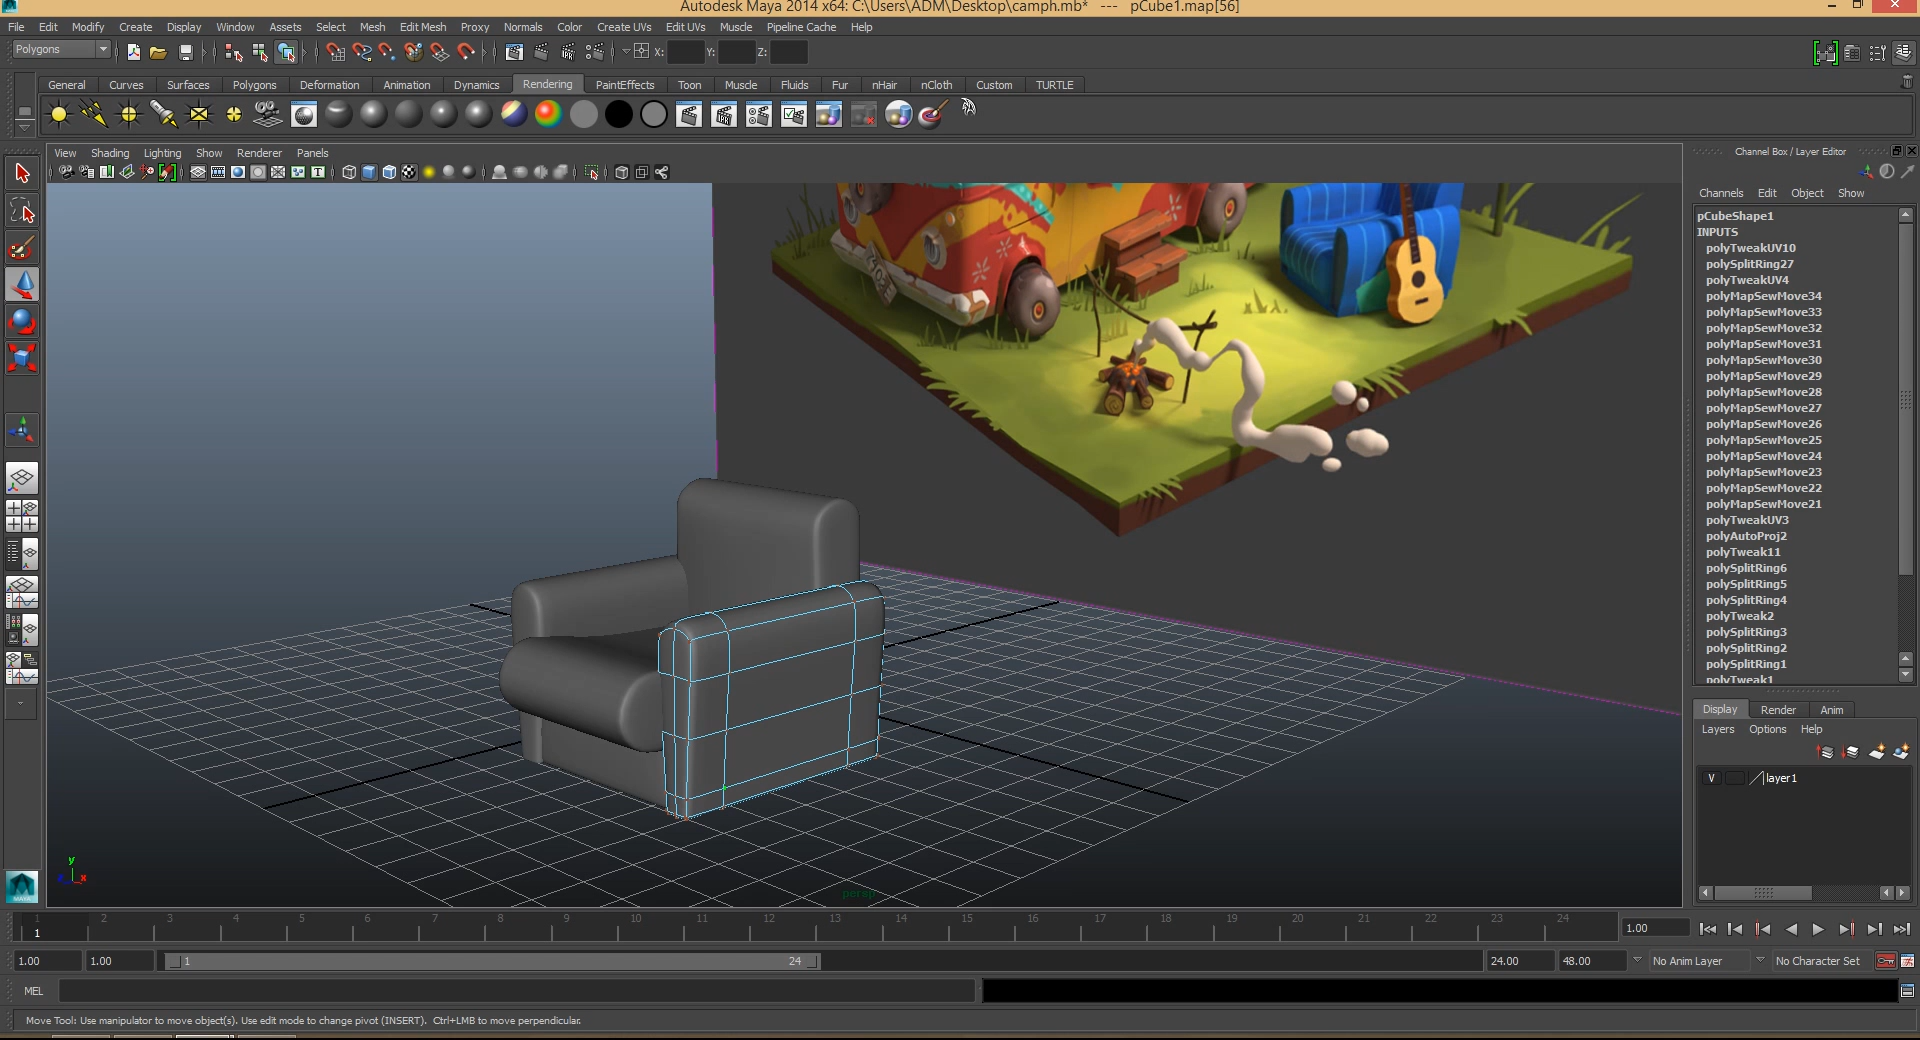 Autodesk Maya 2014 x64: C:\Users\ADM\Desktop\camph.mb*   ---   pCube1.map[56]
File Edit Modify Create Display Window Assets Select Mesh Edit Mesh Proxy Normals Color Create UVs Edit UVs Muscle Pipeline Cache Help
Polygons X: Y: Z:
General Curves Surfaces Polygons Deformation Animation Dynamics Rendering PaintEffects Toon Muscle Fluids Fur nHair nCloth Custom TURTLE
View Shading Lighting Show Renderer Panels
Channel Box / Layer Editor
Channels Edit Object Show
pCubeShape1
INPUTS
polyTweakUV10
polySplitRing27
polyTweakUV4
polyMapSewMove34
polyMapSewMove33
polyMapSewMove32
polyMapSewMove31
polyMapSewMove30
polyMapSewMove29
polyMapSewMove28
polyMapSewMove27
polyMapSewMove26
polyMapSewMove25
polyMapSewMove24
polyMapSewMove23
polyMapSewMove22
polyMapSewMove21
polyTweakUV3
polyAutoProj2
polyTweak11
polySplitRing6
polySplitRing5
polySplitRing4
polyTweak2
polySplitRing3
polySplitRing2
polySplitRing1
polyTweak1
Display Render Anim
Layers Options Help
V layer1
y
x
persp
1 2 3 4 5 6 7 8 9 10 11 12 13 14 15 16 17 18 19 20 21 22 23 24
1 1.00
1.00 1.00 1 24 24.00 48.00 No Anim Layer No Character Set
MEL
Move Tool: Use manipulator to move object(s). Use edit mode to change pivot (INSERT).  Ctrl+LMB to move perpendicular.